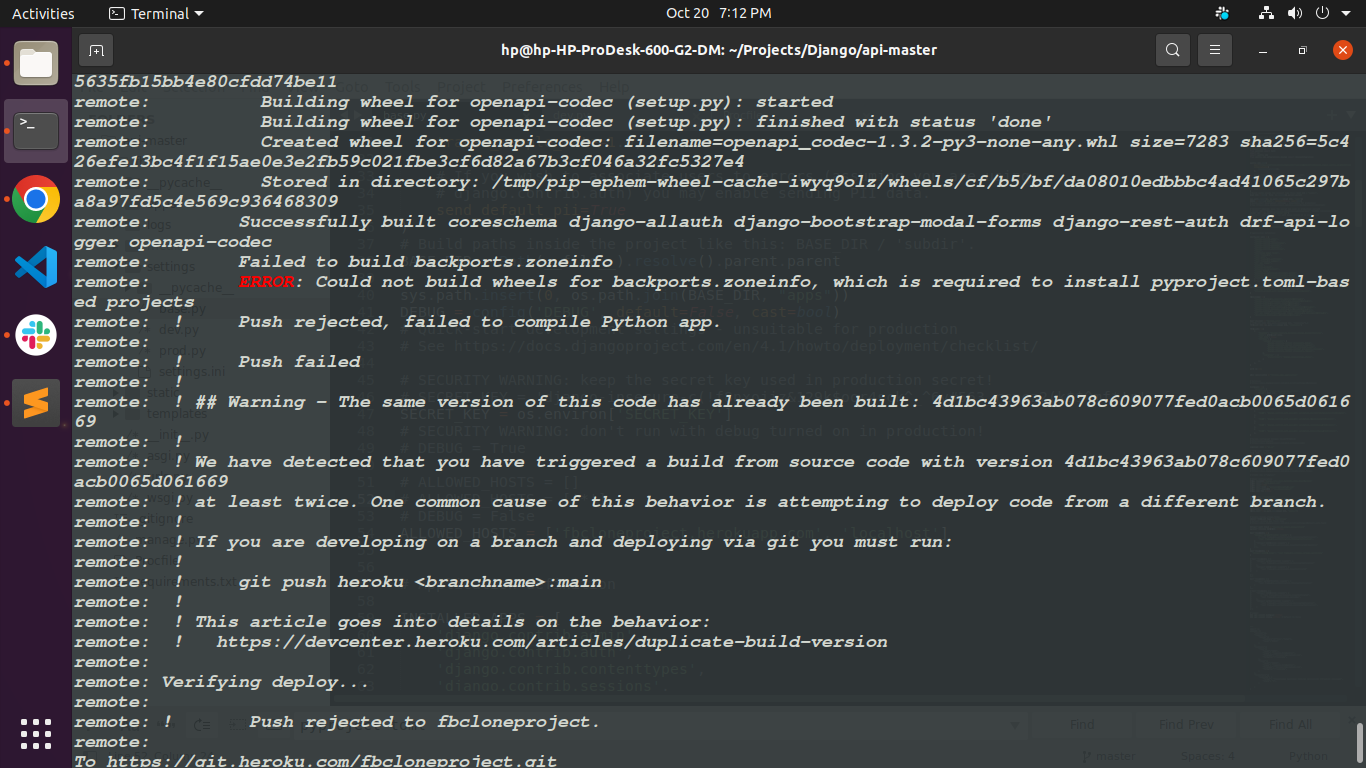 Activities
Terminal
Oct 20 7:12 PM
hp@hp-HP-ProDesk-600-G2-DM: ~/Projects/Django/api-master
5635fb15bb4e80cfdd74be11
remote:          Building wheel for openapi-codec (setup.py): started
remote:          Building wheel for openapi-codec (setup.py): finished with status 'done'
remote:          Created wheel for openapi-codec: filename=openapi_codec-1.3.2-py3-none-any.whl size=7283 sha256=5c4
26efe13bc4f1f15ae0e3e2fb59c021fbe3cf6d82a67b3cf046a32fc5327e4
remote:          Stored in directory: /tmp/pip-ephem-wheel-cache-iwyq9olz/wheels/cf/b5/bf/da08010edbbbc4ad41065c297b
a8a97fd5c4e569c936468309
remote:        Successfully built coreschema django-allauth django-bootstrap-modal-forms django-rest-auth drf-api-lo
gger openapi-codec
remote:        Failed to build backports.zoneinfo
remote:        ERROR: Could not build wheels for backports.zoneinfo, which is required to install pyproject.toml-bas
ed projects
remote:  !     Push rejected, failed to compile Python app.
remote:
remote:  !     Push failed
remote:  !
remote:  ! ## Warning - The same version of this code has already been built: 4d1bc43963ab078c609077fed0acb0065d0616
69
remote:  !
remote:  ! We have detected that you have triggered a build from source code with version 4d1bc43963ab078c609077fed0
acb0065d061669
remote:  ! at least twice. One common cause of this behavior is attempting to deploy code from a different branch.
remote:  !
remote:  ! If you are developing on a branch and deploying via git you must run:
remote:  !
remote:  !     git push heroku <branchname>:main
remote:  !
remote:  ! This article goes into details on the behavior:
remote:  !   https://devcenter.heroku.com/articles/duplicate-build-version
remote:
remote: Verifying deploy...
remote:
remote: !       Push rejected to fbcloneproject.
remote:
To https://git.heroku.com/fbcloneproject.git